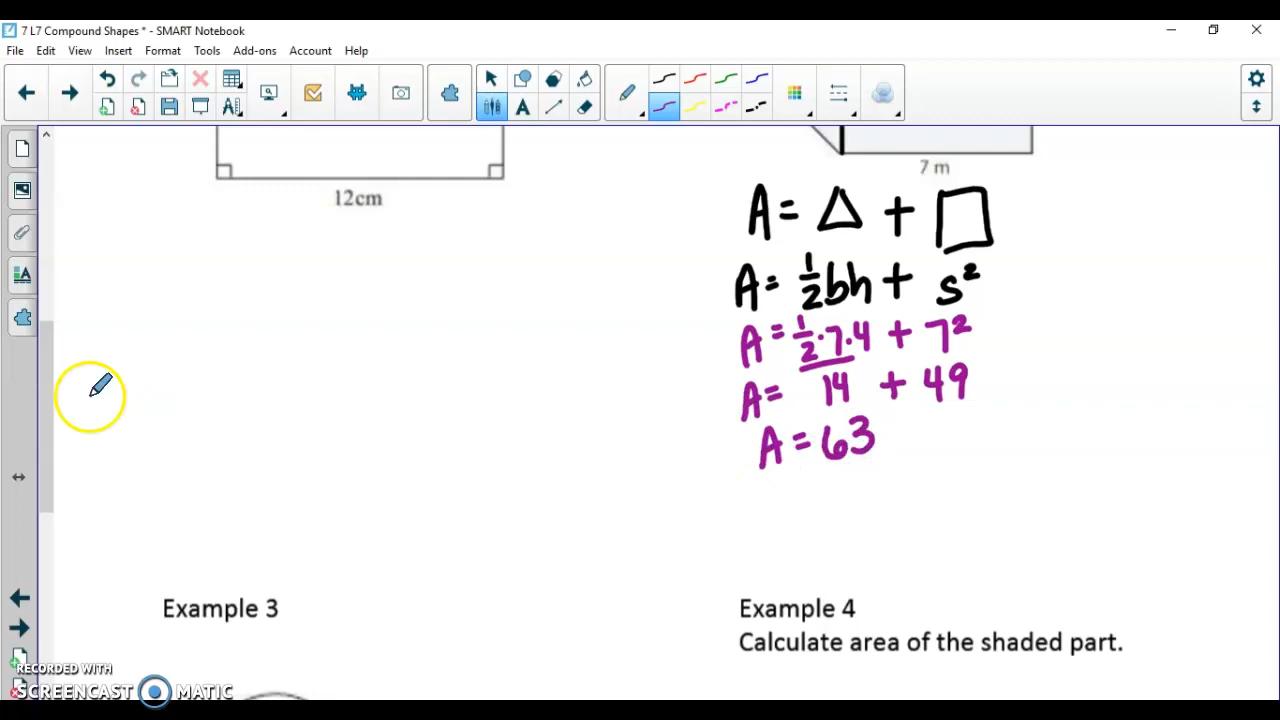 7 L7 Compound Shapes * - SMART Notebook
File Edit View Insert Format Tools Add-ons Account Help
12cm
7 m
A = △ + □
A = ½bh + s²
A = ½·7·4 + 7²
A = 14 + 49
A = 63
Example 3
Example 4
Calculate area of the shaded part.
RECORDED WITH
SCREENCAST MATIC